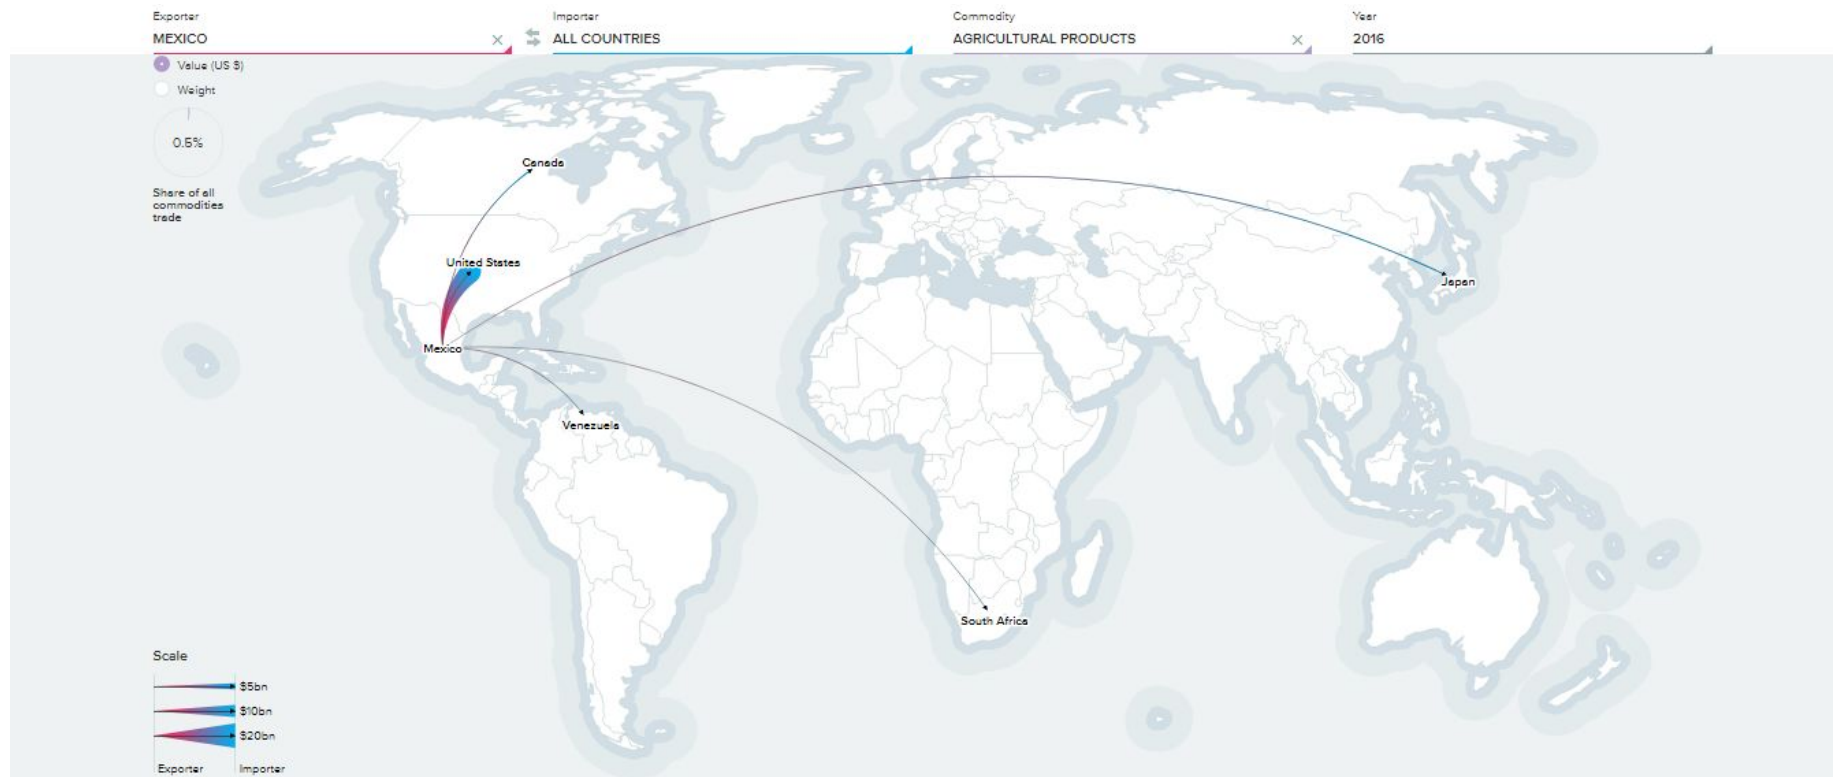 Exporter
MEXICO
Importer
ALL COUNTRIES
Commodity
AGRICULTURAL PRODUCTS
Year
2016
Value (US $)
Weight
0.5%
Share of all
commodities
trade
Canada
United States
Mexico
Japan
Venezuela
South Africa
Scale
$5bn
$10bn
$20bn
Exporter
Importer